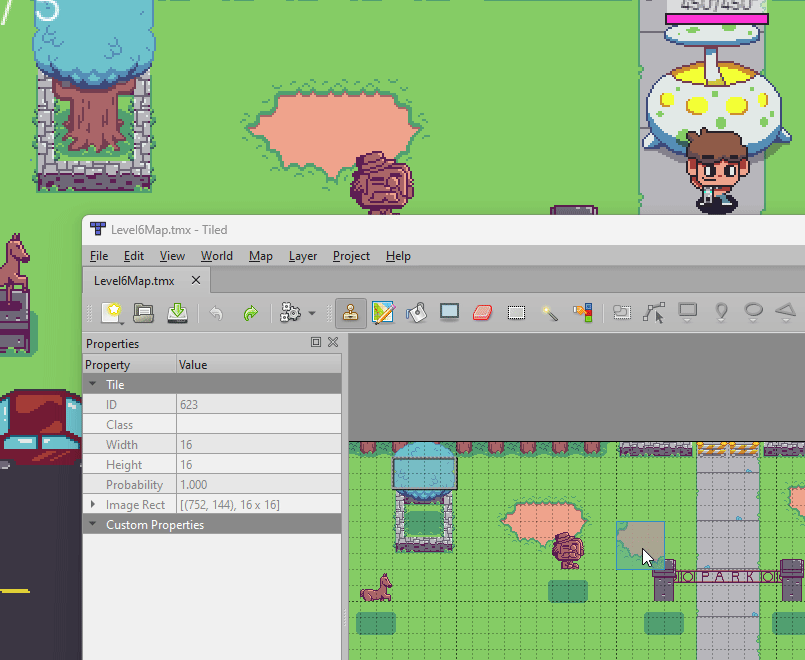 / 5
450/450
Level6Map.tmx - Tiled
File Edit View World Map Layer Project Help
Level6Map.tmx
Properties
Property Value
Tile
ID 623
Class
Width 16
Height 16
Probability 1.000
Image Rect [(752, 144), 16 x 16]
Custom Properties
PARK